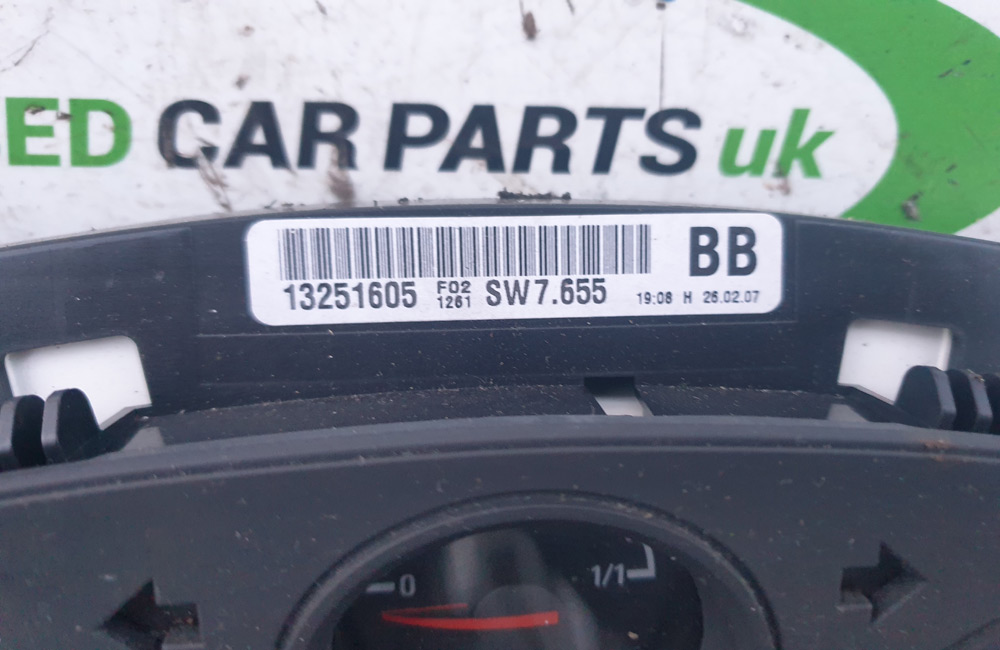 ED CAR PARTS uk
BB
13251605 F02 1261 SW7.655 19:08 H 26.02.07
0 1/1